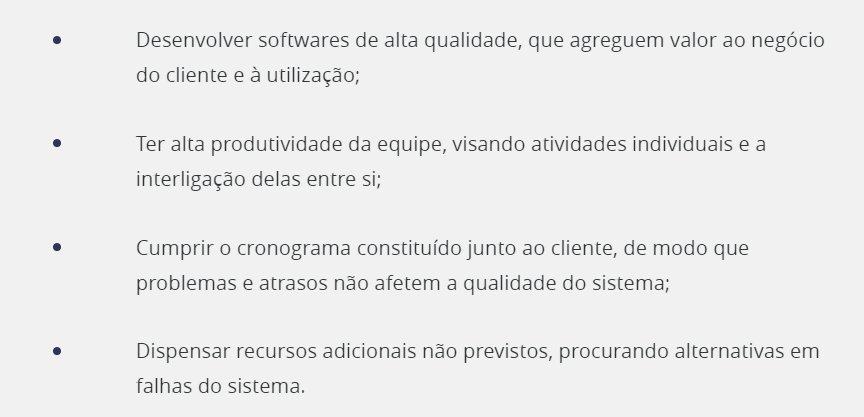 Desenvolver softwares de alta qualidade, que agreguem valor ao negócio
do cliente e à utilização;
Ter alta produtividade da equipe, visando atividades individuais e a
interligação delas entre si;
Cumprir o cronograma constituído junto ao cliente, de modo que
problemas e atrasos não afetem a qualidade do sistema;
Dispensar recursos adicionais não previstos, procurando alternativas em
falhas do sistema.